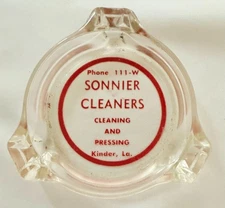 Phone 111-W
SONNIER
CLEANERS
CLEANING
AND
PRESSING
Kinder, La.